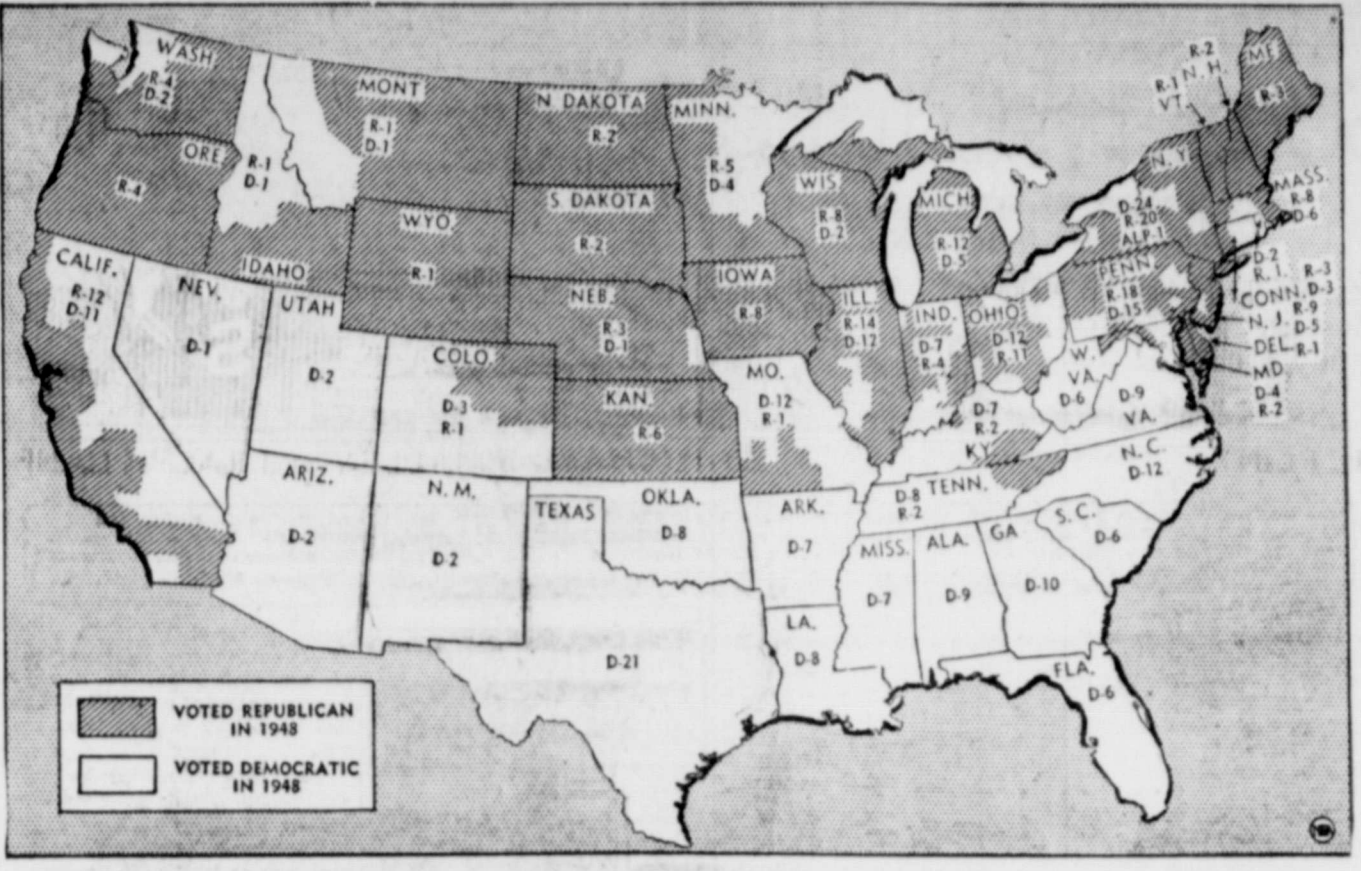 WASH
R-4
D-2
MONT
R-1
D-1
N. DAKOTA
R-2
MINN.
R-5
D-4
ORE.
R-4
R-1
D-1
IDAHO
WYO.
R-1
S. DAKOTA
R-2
WIS.
R-8
D-2
MICH.
R-12
D-5
R-2
N. H.
R-1
VT.
ME
R-3
N. Y
D-24
R-20
ALP-1
MASS.
R-8
D-6
CALIF.
R-12
D-11
NEV.
D-1
UTAH
D-2
COLO.
D-3
R-1
NEB.
R-3
D-1
IOWA
R-8
ILL.
R-14
D-12
IND.
D-7
R-4
OHIO
D-12
R-11
PENN.
R-18
D-15
D-2
R. I.
R-3
CONN. D-3
N. J. R-9
D-5
DEL.
R-1
MD.
D-4
R-2
KAN.
R-6
MO.
D-12
R-1
D-7
R-2
KY
W.
VA.
D-6
D-9
VA.
ARIZ.
D-2
N. M.
D-2
TEXAS
D-21
OKLA.
D-8
ARK.
D-7
D-8
R-2
TENN.
N. C.
D-12
S. C.
D-6
MISS.
D-7
ALA.
D-9
GA
D-10
LA.
D-8
FLA.
D-6
VOTED REPUBLICAN
IN 1948
VOTED DEMOCRATIC
IN 1948